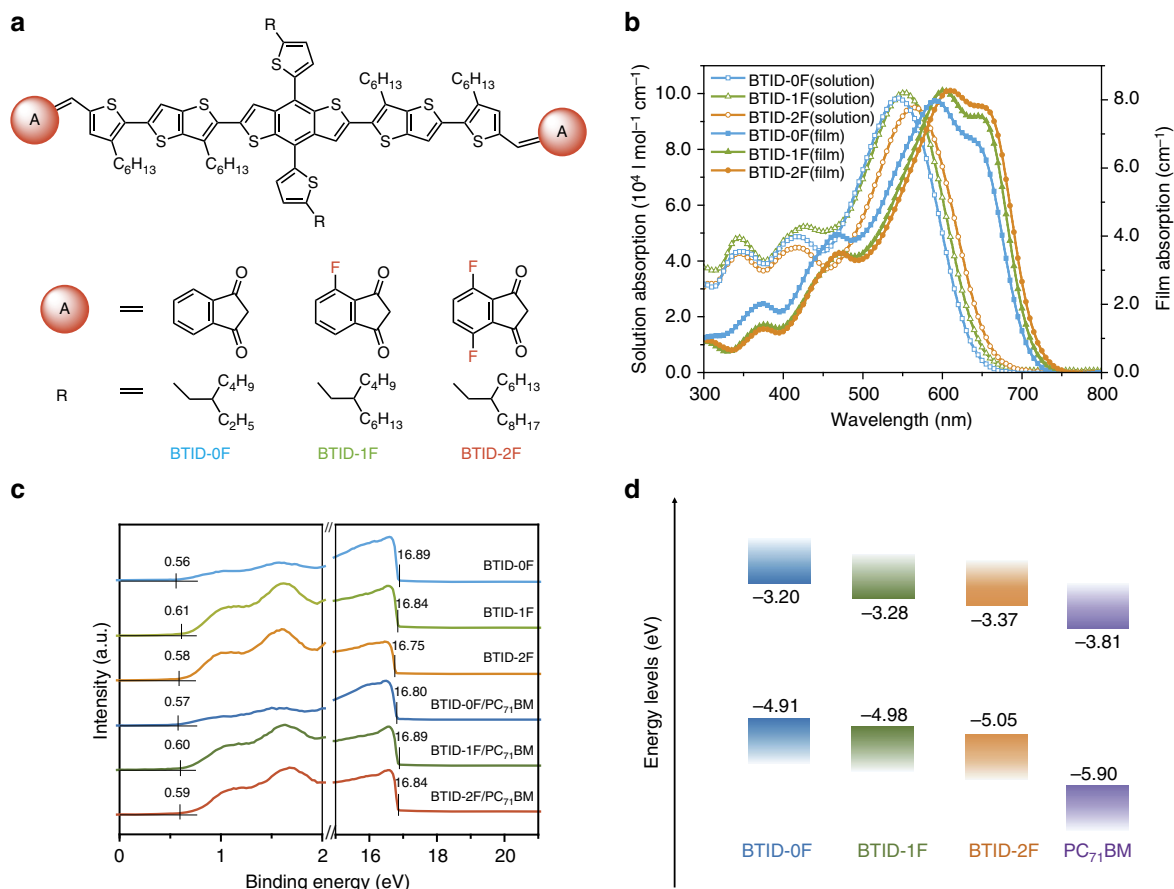 a
R
S
C₆H₁₃
C₆H₁₃
A
S
S
S
S
S
S
S
S
A
C₆H₁₃
C₆H₁₃
S
R
A
=
O
O
F
O
O
F
F
O
O
R
=
C₄H₉
C₂H₅
C₄H₉
C₆H₁₃
C₆H₁₃
C₈H₁₇
BTID-0F
BTID-1F
BTID-2F
b
BTID-0F(solution)
BTID-1F(solution)
BTID-2F(solution)
BTID-0F(film)
BTID-1F(film)
BTID-2F(film)
Solution absorption (10⁴ l mol⁻¹ cm⁻¹)
10.0
8.0
6.0
4.0
2.0
0.0
Film absorption (cm⁻¹)
8.0
6.0
4.0
2.0
0.0
300
400
500
600
700
800
Wavelength (nm)
c
Intensity (a.u.)
//
//
0.56
16.89
BTID-0F
0.61
16.84
BTID-1F
0.58
16.75
BTID-2F
0.57
16.80
BTID-0F/PC₇₁BM
0.60
16.89
BTID-1F/PC₇₁BM
0.59
16.84
BTID-2F/PC₇₁BM
0
1
2
16
18
20
Binding energy (eV)
d
Energy levels (eV)
–3.20
–3.28
–3.37
–3.81
–4.91
–4.98
–5.05
–5.90
BTID-0F
BTID-1F
BTID-2F
PC₇₁BM